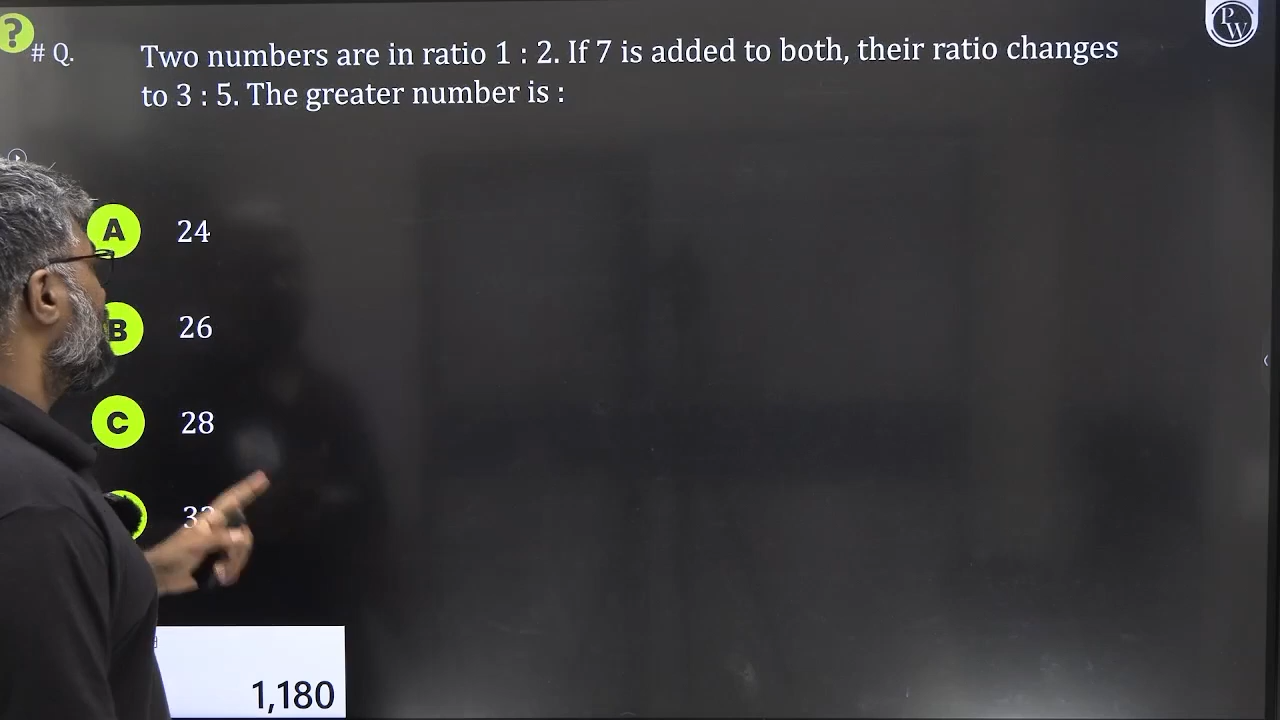 ?
# Q. Two numbers are in ratio 1 : 2. If 7 is added to both, their ratio changes
to 3 : 5. The greater number is :
PW
A 24
B 26
C 28
1,180